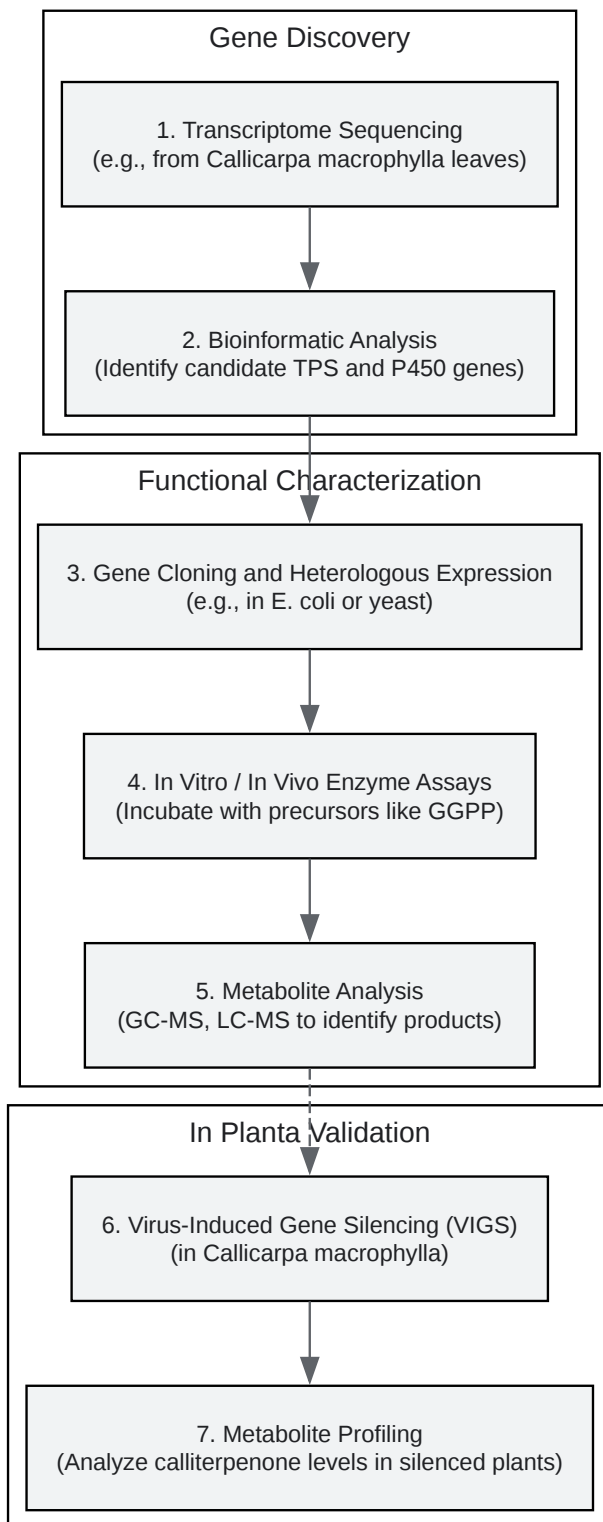 Gene Discovery
1. Transcriptome Sequencing
(e.g., from Callicarpa macrophylla leaves)
2. Bioinformatic Analysis
(Identify candidate TPS and P450 genes)
Functional Characterization
3. Gene Cloning and Heterologous Expression
(e.g., in E. coli or yeast)
4. In Vitro / In Vivo Enzyme Assays
(Incubate with precursors like GGPP)
5. Metabolite Analysis
(GC-MS, LC-MS to identify products)
In Planta Validation
6. Virus-Induced Gene Silencing (VIGS)
(in Callicarpa macrophylla)
7. Metabolite Profiling
(Analyze calliterpenone levels in silenced plants)